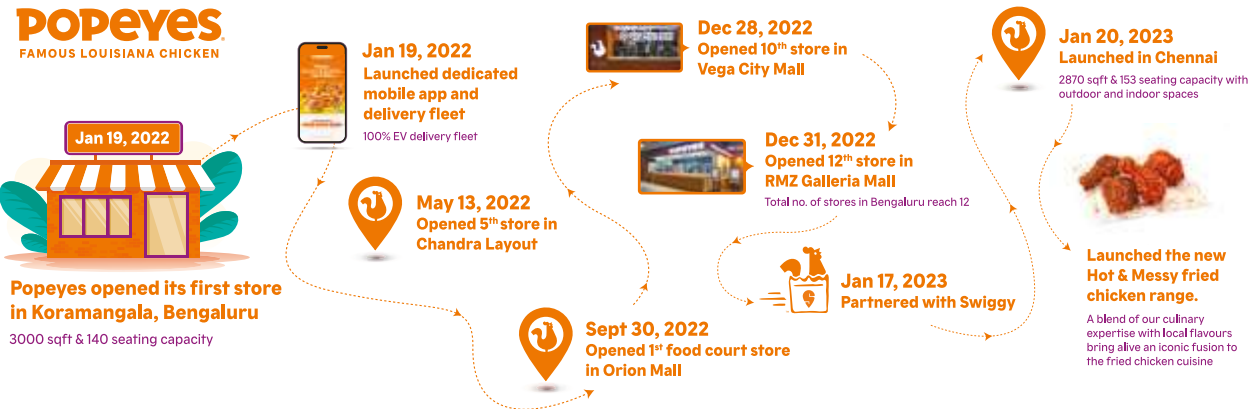 POPEYES
FAMOUS LOUISIANA CHICKEN
Jan 19, 2022
Popeyes opened its first store
in Koramangala, Bengaluru
3000 sqft & 140 seating capacity
Jan 19, 2022
Launched dedicated
mobile app and
delivery fleet
100% EV delivery fleet
May 13, 2022
Opened 5th store in
Chandra Layout
Sept 30, 2022
Opened 1st food court store
in Orion Mall
Dec 28, 2022
Opened 10th store in
Vega City Mall
Dec 31, 2022
Opened 12th store in
RMZ Galleria Mall
Total no. of stores in Bengaluru reach 12
Jan 17, 2023
Partnered with Swiggy
Jan 20, 2023
Launched in Chennai
2870 sqft & 153 seating capacity with
outdoor and indoor spaces
Launched the new
Hot & Messy fried
chicken range.
A blend of our culinary
expertise with local flavours
bring alive an iconic fusion to
the fried chicken cuisine